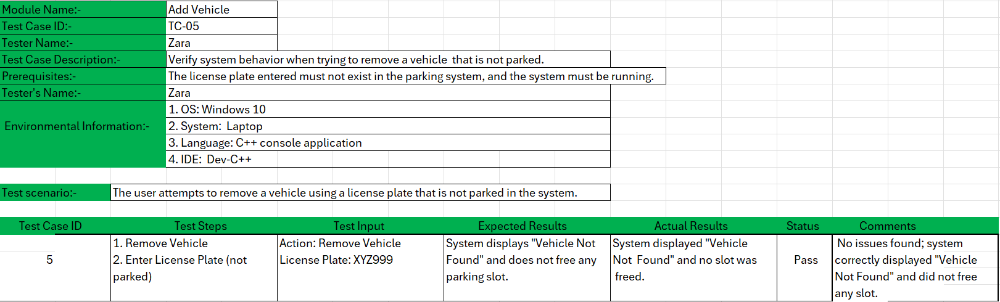 Module Name:- Add Vehicle
Test Case ID:- TC-05
Tester Name:- Zara
Test Case Description:- Verify system behavior when trying to remove a vehicle  that is not parked.
Prerequisites:- The license plate entered must not exist in the parking system, and the system must be running.
Tester's Name:- Zara
Environmental Information:-
1. OS: Windows 10
2. System:  Laptop
3. Language: C++ console application
4. IDE:  Dev-C++
Test scenario:- The user attempts to remove a vehicle using a license plate that is not parked in the system.
Test Case ID Test Steps Test Input Expected Results Actual Results Status Comments
5
1. Remove Vehicle
2. Enter License Plate (not
parked)
Action: Remove Vehicle
License Plate: XYZ999
System displays "Vehicle Not
Found" and does not free any
parking slot.
System displayed "Vehicle
Not  Found" and no slot was
freed.
Pass
No issues found; system
correctly displayed "Vehicle
Not Found" and did not free
any slot.